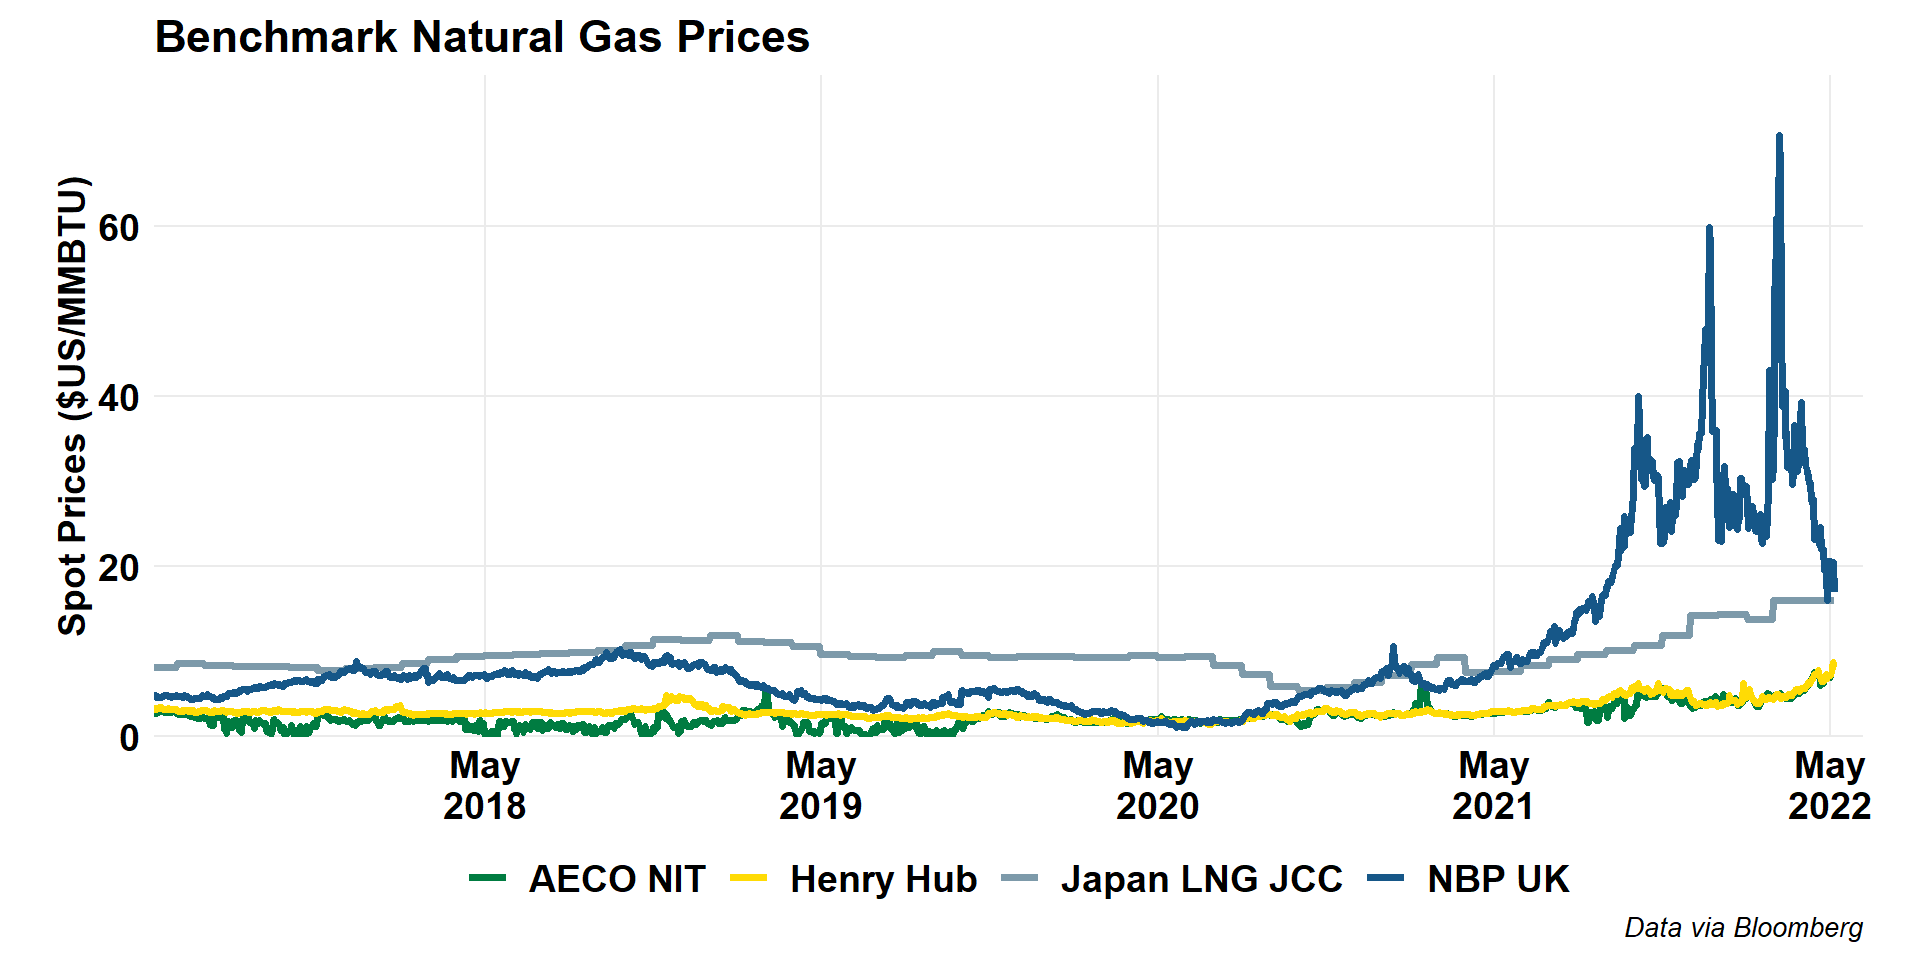 Benchmark Natural Gas Prices
Spot Prices ($US/MMBTU)
60
40
20
0
May
2018
May
2019
May
2020
May
2021
May
2022
AECO NIT
Henry Hub
Japan LNG JCC
NBP UK
Data via Bloomberg